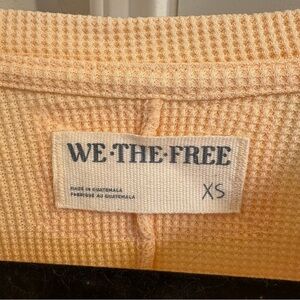 WE·THE·FREE
MADE IN GUATEMALA
FABRIQUÉ AU GUATEMALA
XS